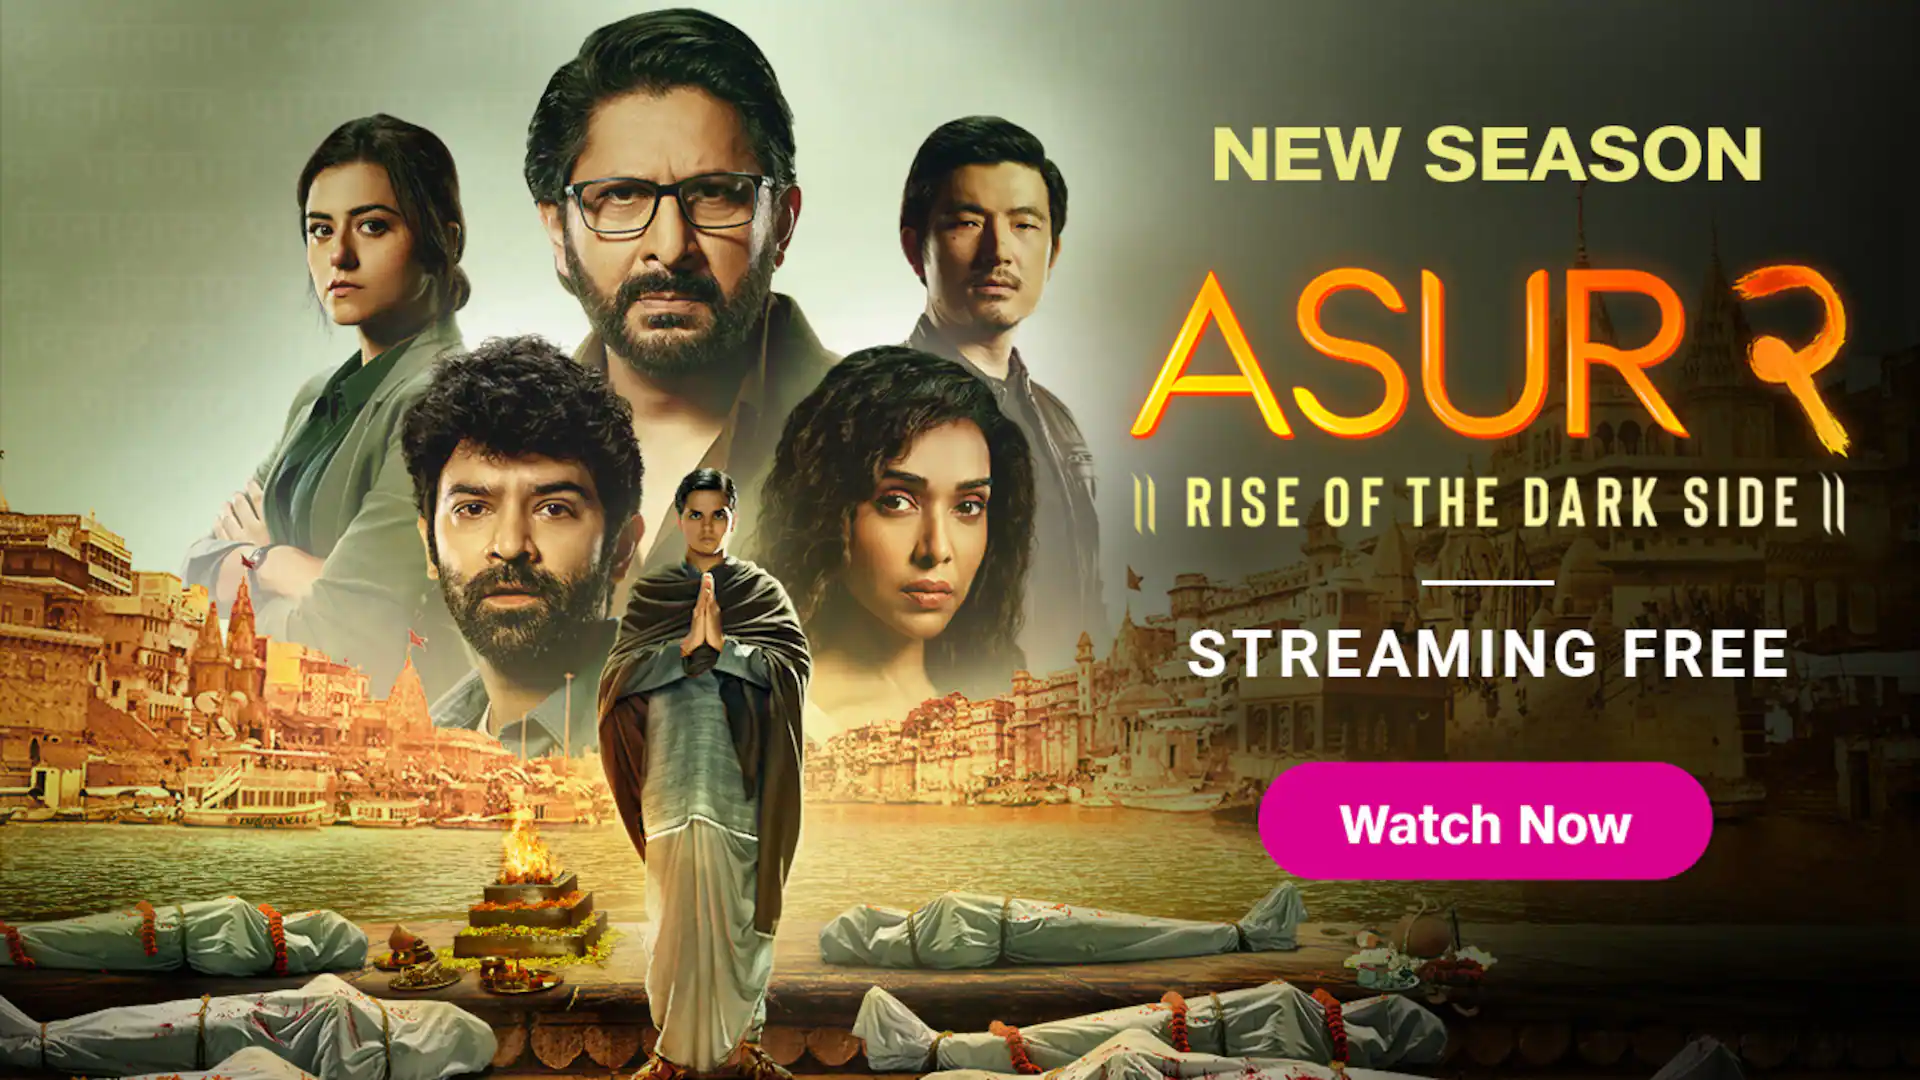 NEW SEASON
ASUR २
|| RISE OF THE DARK SIDE ||
STREAMING FREE
Watch Now